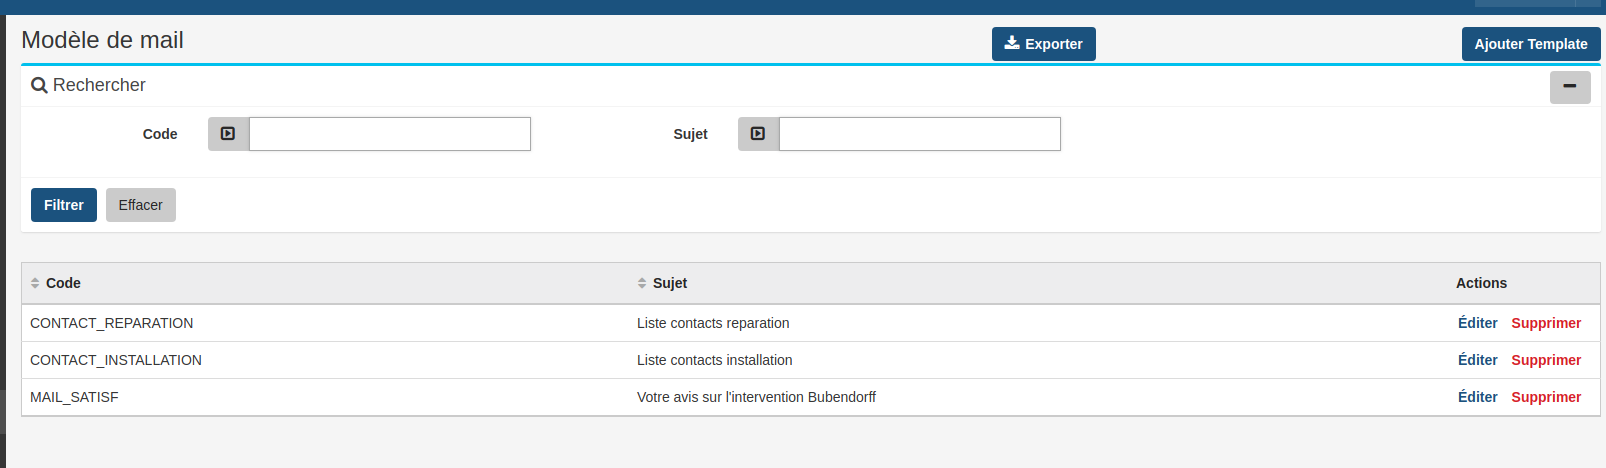 Modèle de mail
Exporter
Ajouter Template
Rechercher
Code
Sujet
Filtrer
Effacer
Code Sujet Actions
CONTACT_REPARATION Liste contacts reparation Éditer Supprimer
CONTACT_INSTALLATION Liste contacts installation Éditer Supprimer
MAIL_SATISF Votre avis sur l'intervention Bubendorff Éditer Supprimer